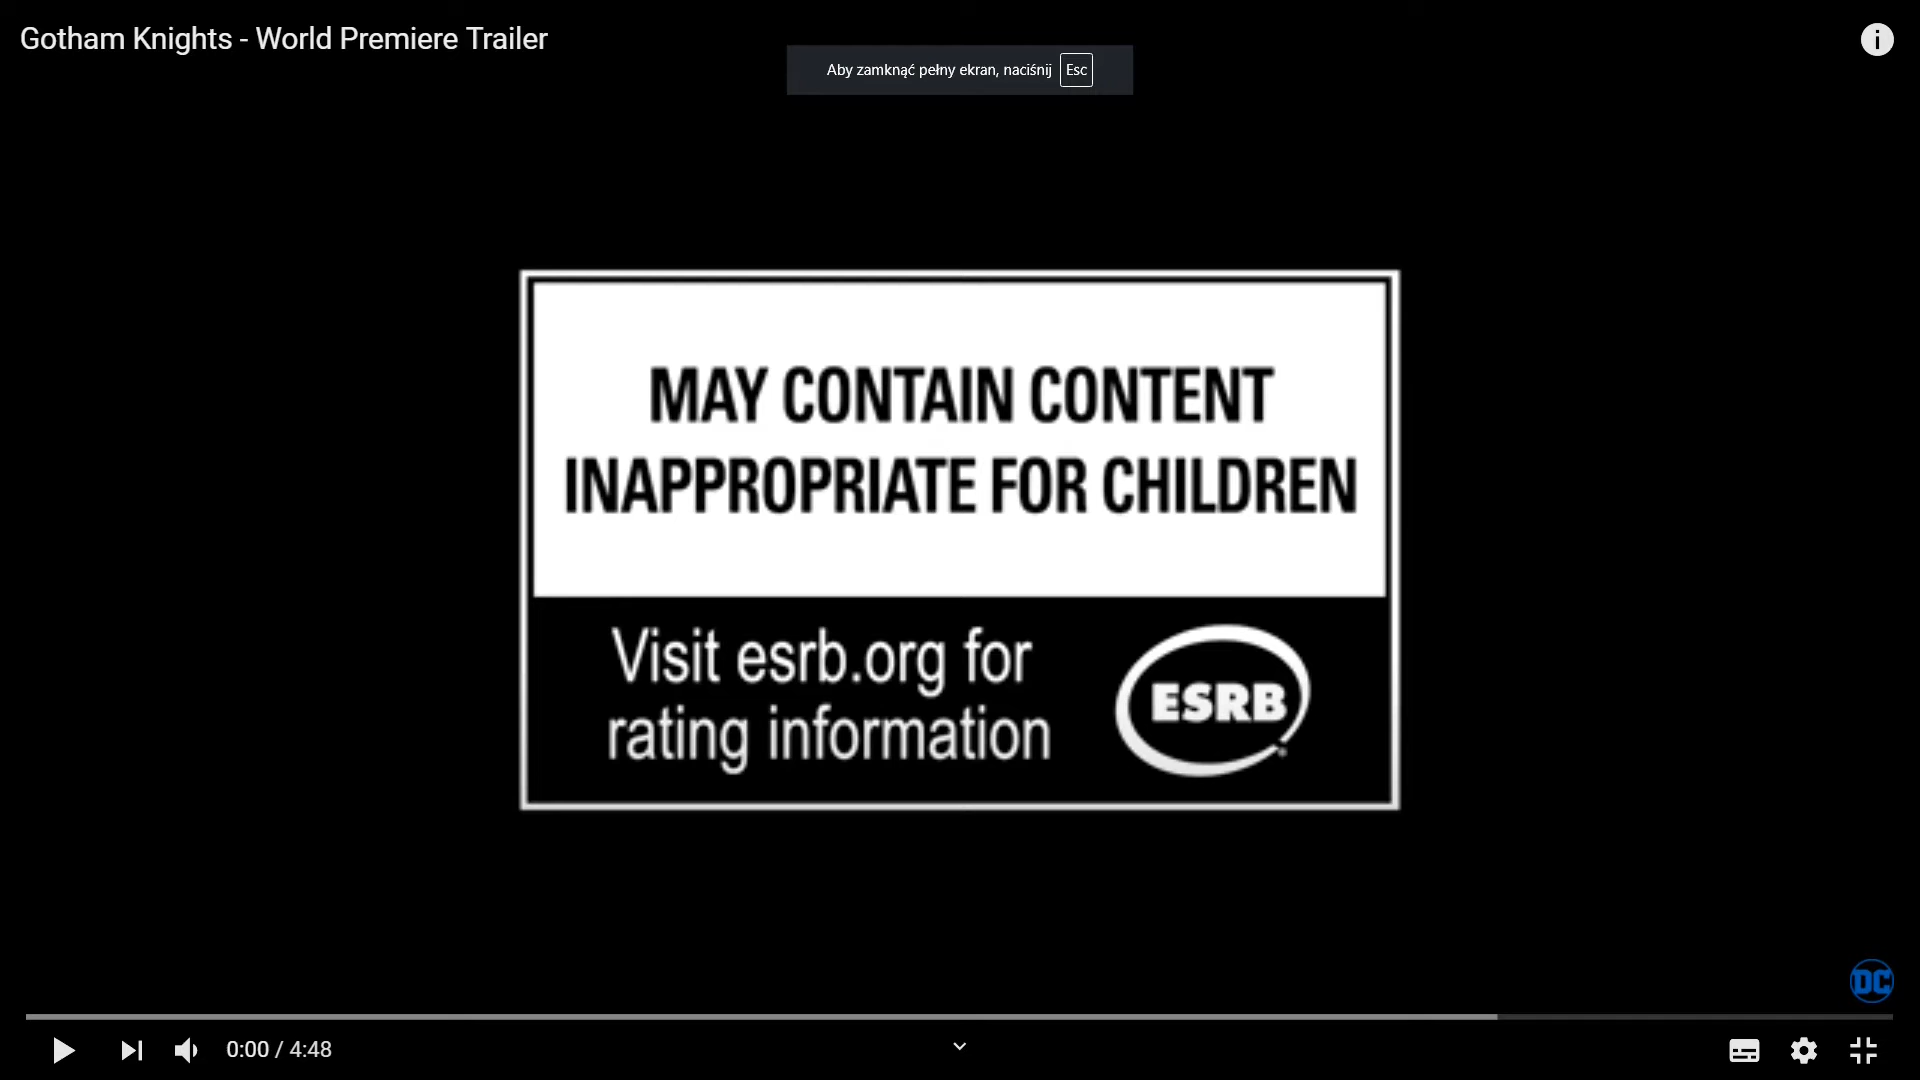 Gotham Knights - World Premiere Trailer
Aby zamknąć pełny ekran, naciśnij Esc
MAY CONTAIN CONTENT
INAPPROPRIATE FOR CHILDREN
Visit esrb.org for
rating information
ESRB
DC
0:00 / 4:48